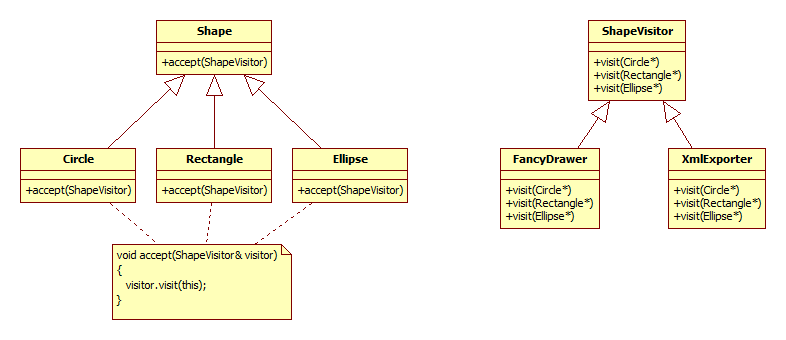 Shape
+accept(ShapeVisitor)
Circle
+accept(ShapeVisitor)
Rectangle
+accept(ShapeVisitor)
Ellipse
+accept(ShapeVisitor)
void accept(ShapeVisitor& visitor)
{
visitor.visit(this);
}
ShapeVisitor
+visit(Circle*)
+visit(Rectangle*)
+visit(Ellipse*)
FancyDrawer
+visit(Circle*)
+visit(Rectangle*)
+visit(Ellipse*)
XmlExporter
+visit(Circle*)
+visit(Rectangle*)
+visit(Ellipse*)